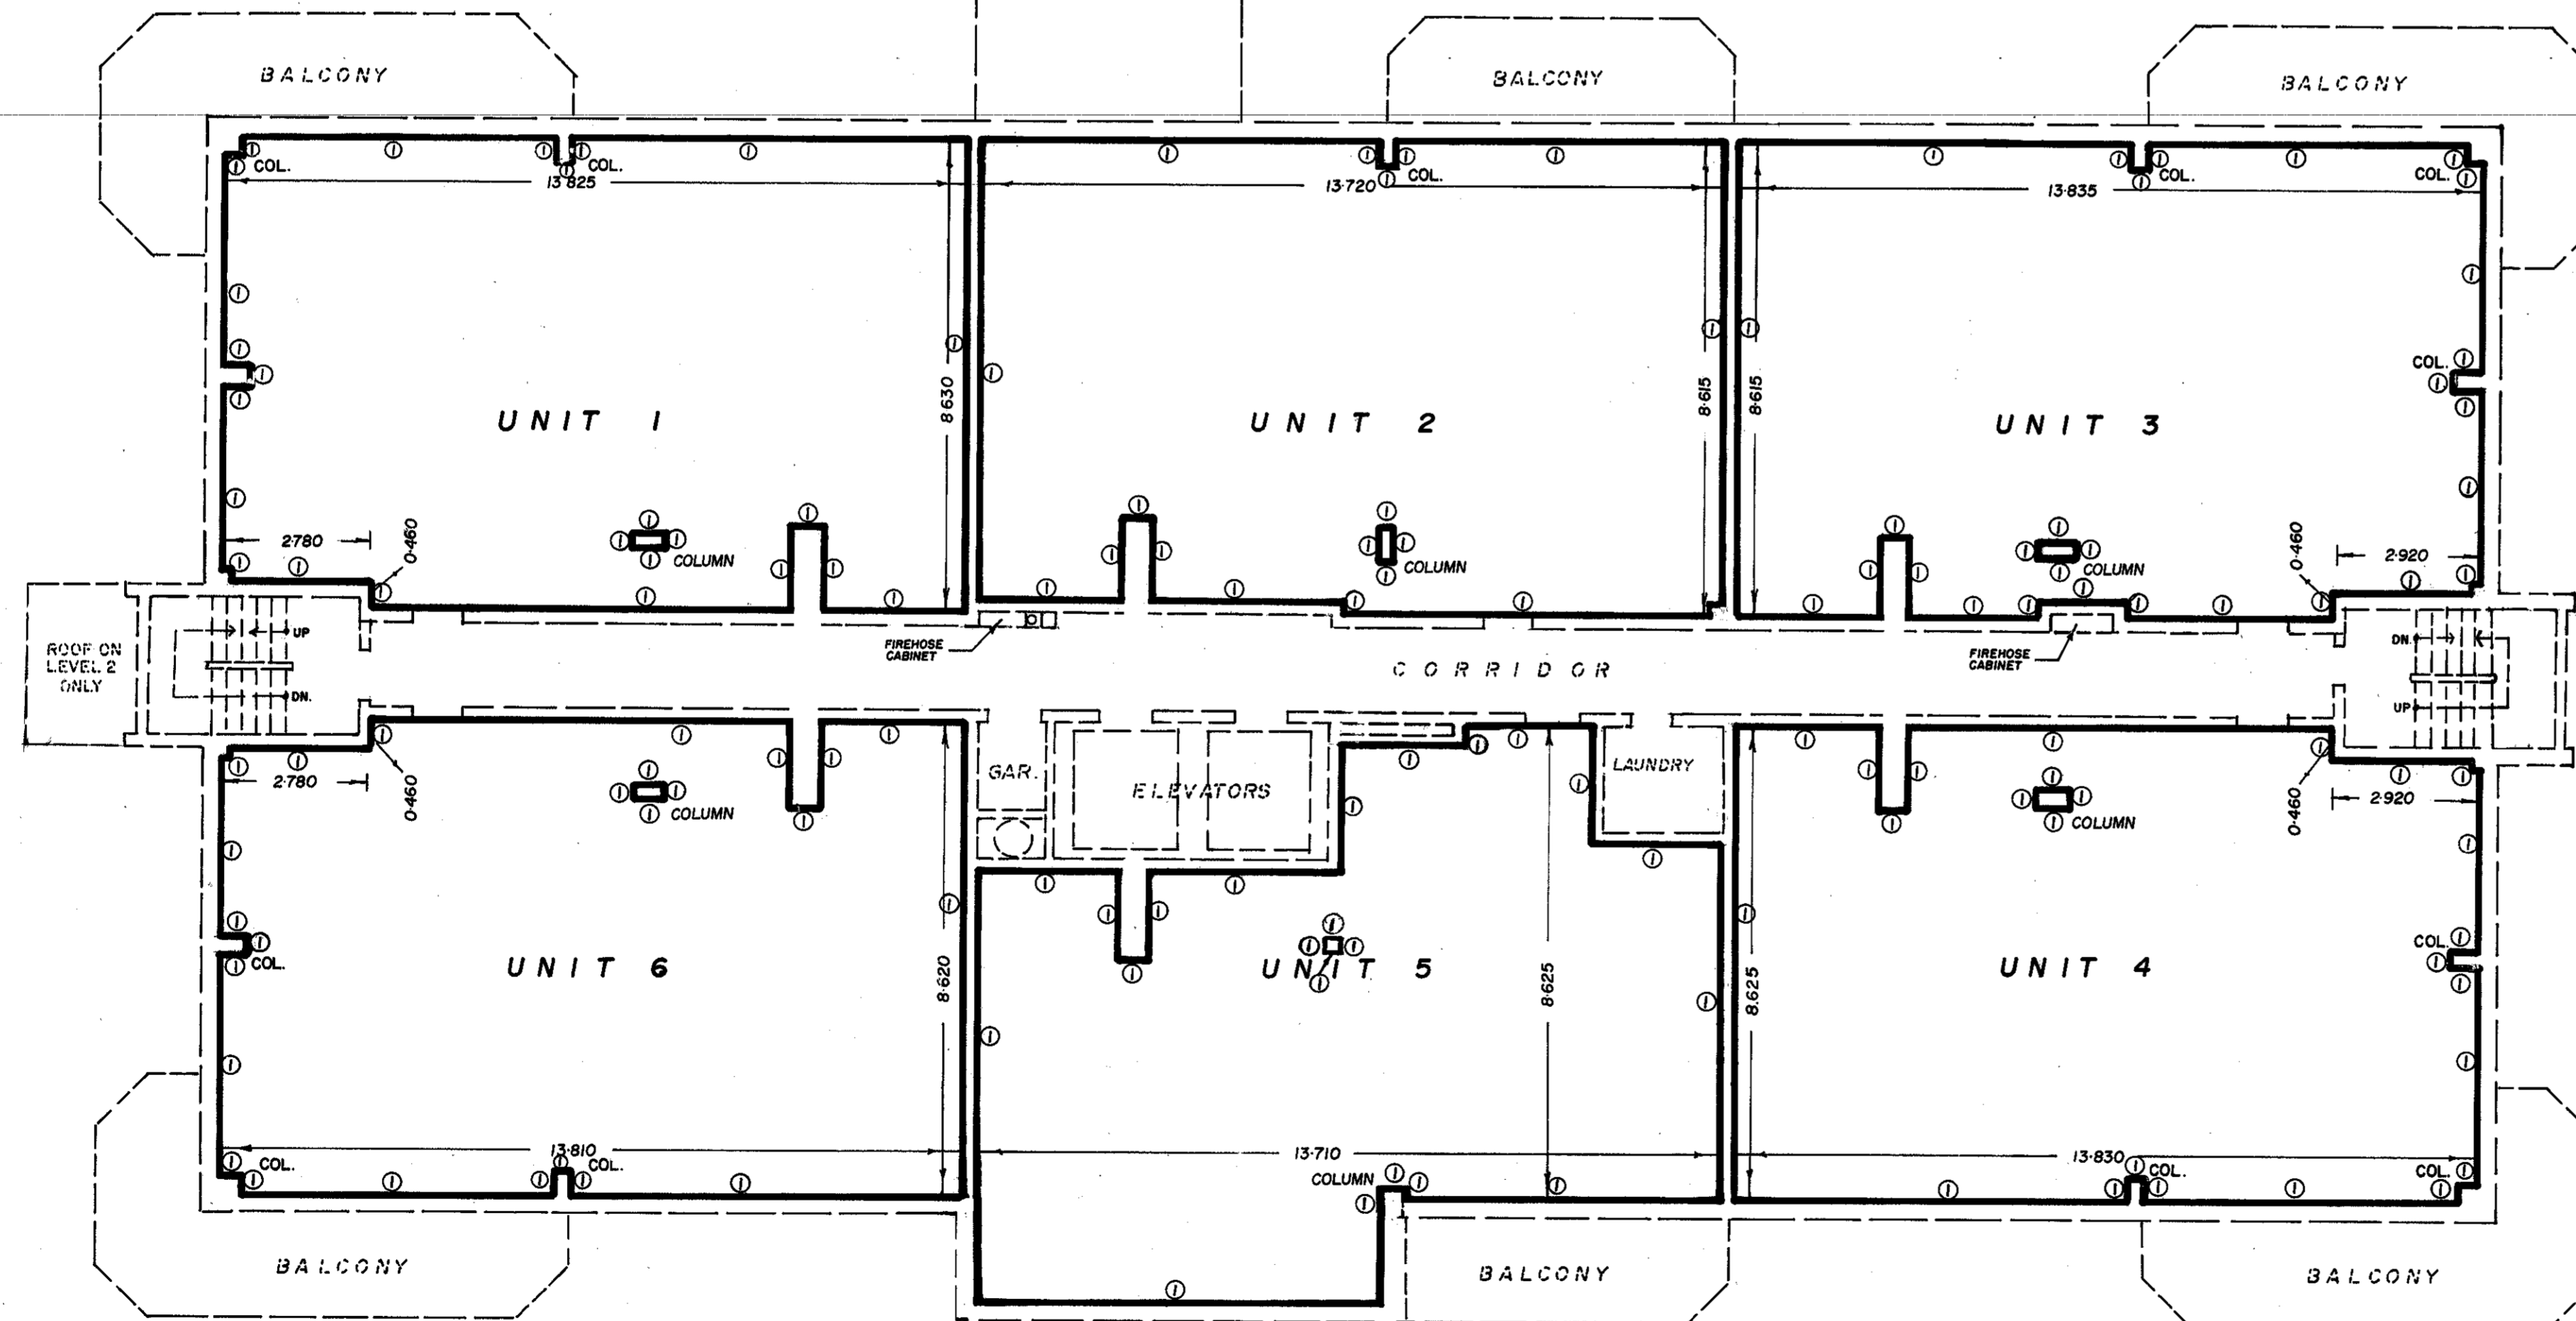 BALCONY
BALCONY
BALCONY
COL.
COL.
COL.
COL.
COL.
13.825
13.720
13.835
8.630
8.615
8.615
COL.
UNIT 1
UNIT 2
UNIT 3
2.780
0.460
COLUMN
COLUMN
COLUMN
0.460
2.920
ROOF ON
LEVEL 2
ONLY
UP
DN.
FIREHOSE
CABINET
CORRIDOR
FIREHOSE
CABINET
DN.
UP
2.780
0.460
COLUMN
GAR.
ELEVATORS
LAUNDRY
COLUMN
0.460
2.920
COL.
COL.
UNIT 6
UNIT 5
UNIT 4
8.620
8.625
8.625
13.810
13.710
13.830
COL.
COL.
COLUMN
COL.
COL.
BALCONY
BALCONY
BALCONY